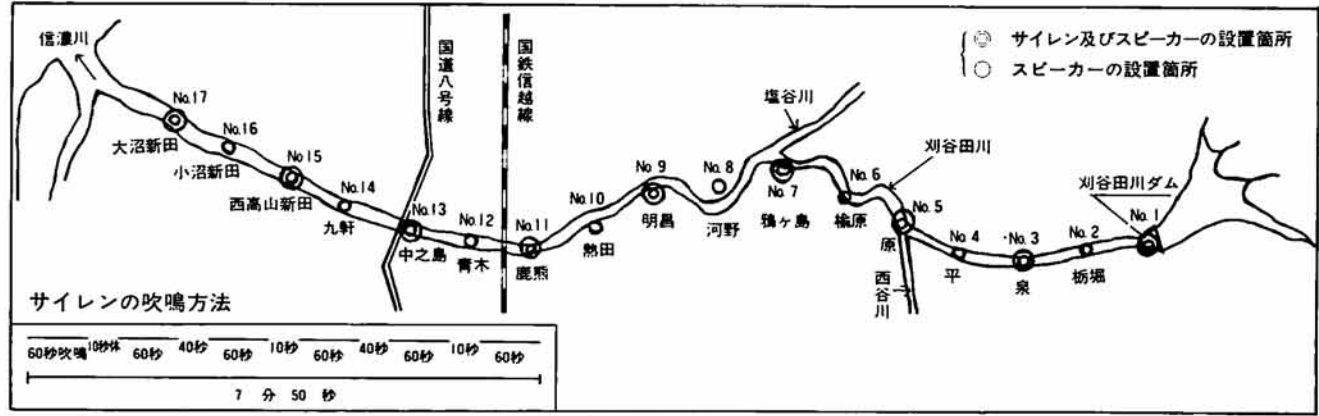 サイレン及びスピーカーの設置箇所
スピーカーの設置箇所
信濃川
国道八号線
国鉄信越線
塩谷川
刈谷田川
刈谷田川ダム
西谷川
No.17
大沼新田
No.16
小沼新田
No.15
西高山新田
No.14
九軒
No.13
中之島
No.12
青木
No.11
鹿熊
No.10
熱田
No.9
明昌
No.8
河野
No.7
鴉ヶ島
No.6
楡原
No.5
原
No.4
平
No.3
泉
No.2
栃堀
No.1
サイレンの吹鳴方法
60秒吹鳴 10秒休 60秒 40秒 60秒 10秒 60秒 40秒 60秒 10秒 60秒
7分50秒